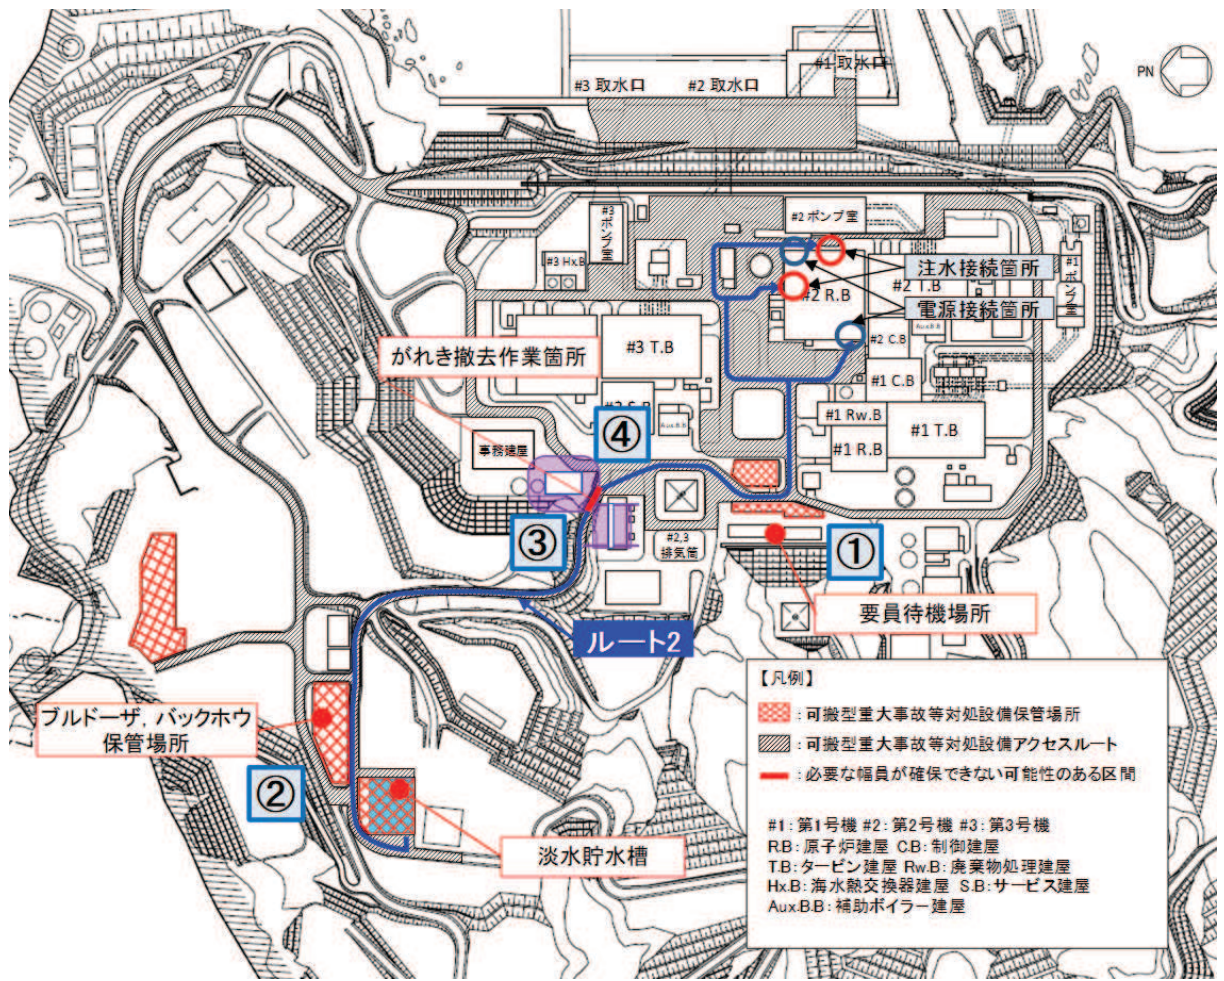 #1 取水口
#3 取水口
#2 取水口
PN
#3 ポンプ室
#2 ポンプ室
#1 ポンプ室
#3 Hx.B
注水接続箇所
#2 T.B
#2 R.B
電源接続箇所
Aux.B.B
#2 C.B
#3 T.B
がれき撤去作業箇所
#1 C.B
#1 Rw.B
#1 T.B
#1 R.B
Aux.B.B
④
事務建屋
③
#2,3
排気筒
①
要員待機場所
ルート2
ブルドーザ，バックホウ
保管場所
②
淡水貯水槽
【凡例】
：可搬型重大事故等対処設備保管場所
：可搬型重大事故等対処設備アクセスルート
：必要な幅員が確保できない可能性のある区間
#1：第1号機 #2：第2号機 #3：第3号機
R.B：原子炉建屋 C.B：制御建屋
T.B：タービン建屋 Rw.B：廃棄物処理建屋
Hx.B：海水熱交換器建屋 S.B：サービス建屋
Aux.B.B：補助ボイラー建屋